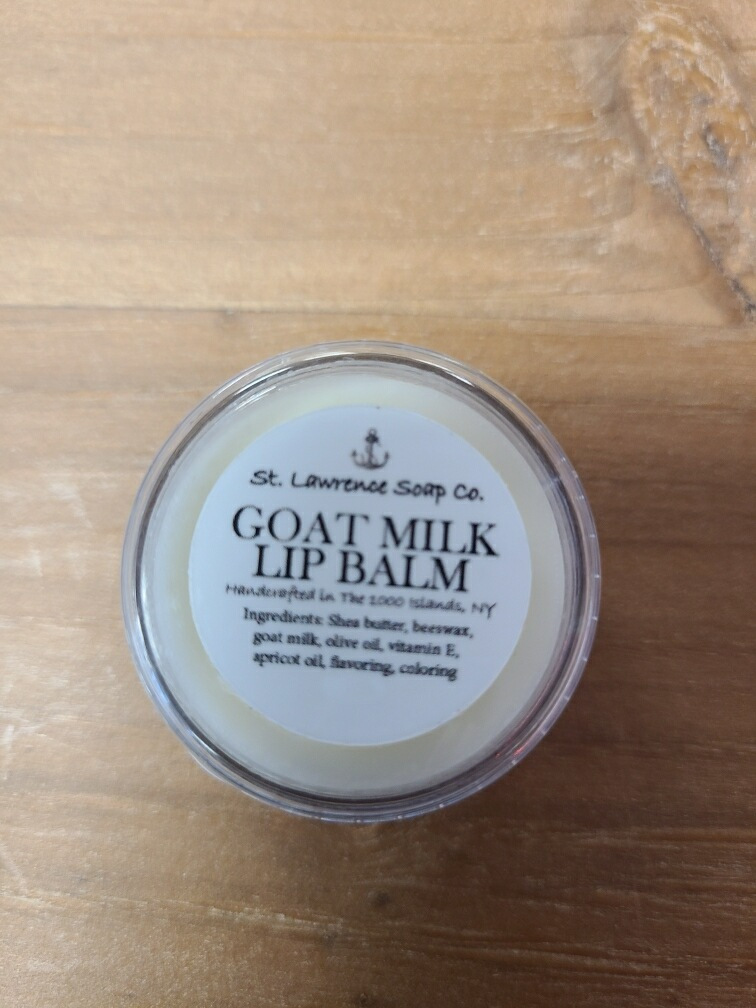 St. Lawrence Soap Co.
GOAT MILK
LIP BALM
Handcrafted in The 1000 Islands, NY
Ingredients: Shea butter, beeswax,
goat milk, olive oil, vitamin E,
apricot oil, flavoring, coloring